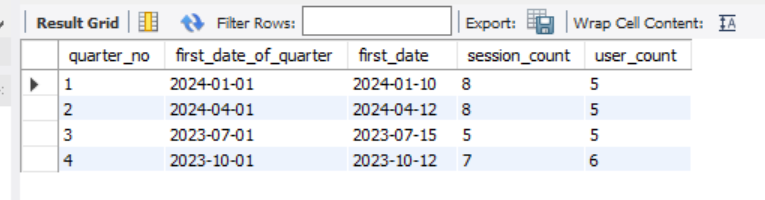 Result Grid Filter Rows: Export: Wrap Cell Content: IA
quarter_no first_date_of_quarter first_date session_count user_count
1 2024-01-01 2024-01-10 8 5
2 2024-04-01 2024-04-12 8 5
3 2023-07-01 2023-07-15 5 5
4 2023-10-01 2023-10-12 7 6